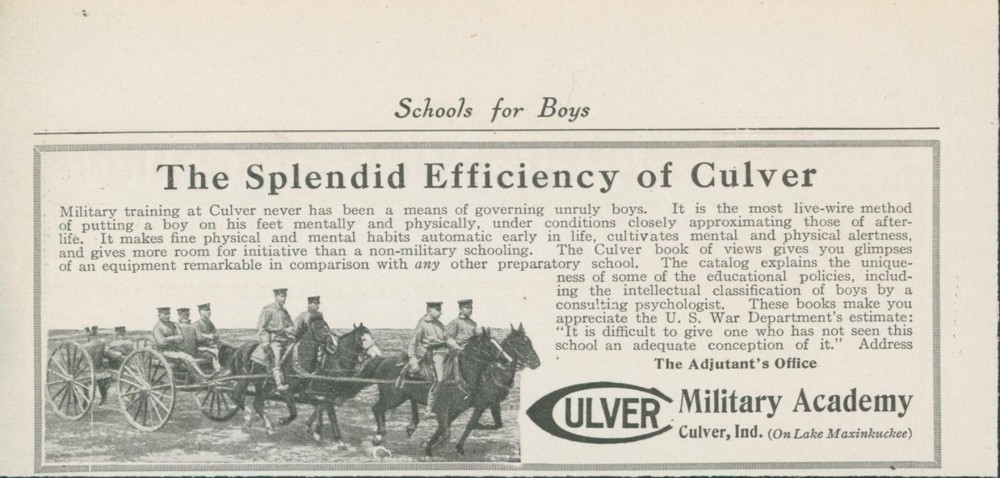 Schools for Boys
The Splendid Efficiency of Culver
Military training at Culver never has been a means of governing unruly boys. It is the most live-wire method
of putting a boy on his feet mentally and physically, under conditions closely approximating those of after-
life. It makes fine physical and mental habits automatic early in life, cultivates mental and physical alertness,
and gives more room for initiative than a non-military schooling. The Culver book of views gives you glimpses
of an equipment remarkable in comparison with any other preparatory school. The catalog explains the unique-
ness of some of the educational policies, includ-
ing the intellectual classification of boys by a
consulting psychologist. These books make you
appreciate the U. S. War Department's estimate:
"It is difficult to give one who has not seen this
school an adequate conception of it." Address
The Adjutant's Office
CULVER Military Academy
Culver, Ind. (On Lake Maxinkuckee)